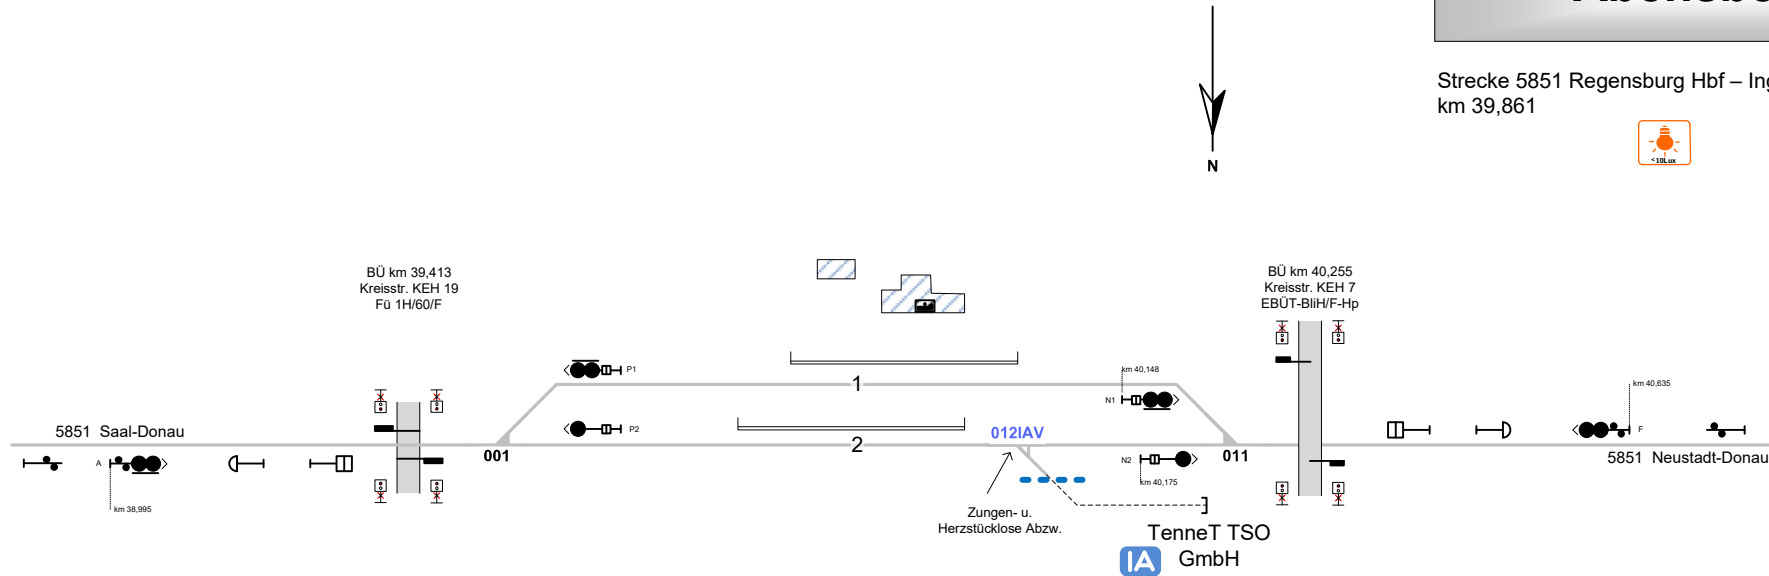 Strecke 5851 Regensburg Hbf – Ing
km 39,861
<10Lux
N
BÜ km 39,413
Kreisstr. KEH 19
Fü 1H/60/F
BÜ km 40,255
Kreisstr. KEH 7
EBÜT-BliH/F-Hp
P1
km 40,148
1
N1
km 40,635
5851 Saal-Donau
P2
012IAV
2
F
001
A
N2
011
5851 Neustadt-Donau
km 40,175
km 38,995
Zungen- u.
Herzstücklose Abzw.
TenneT TSO
GmbH
IA